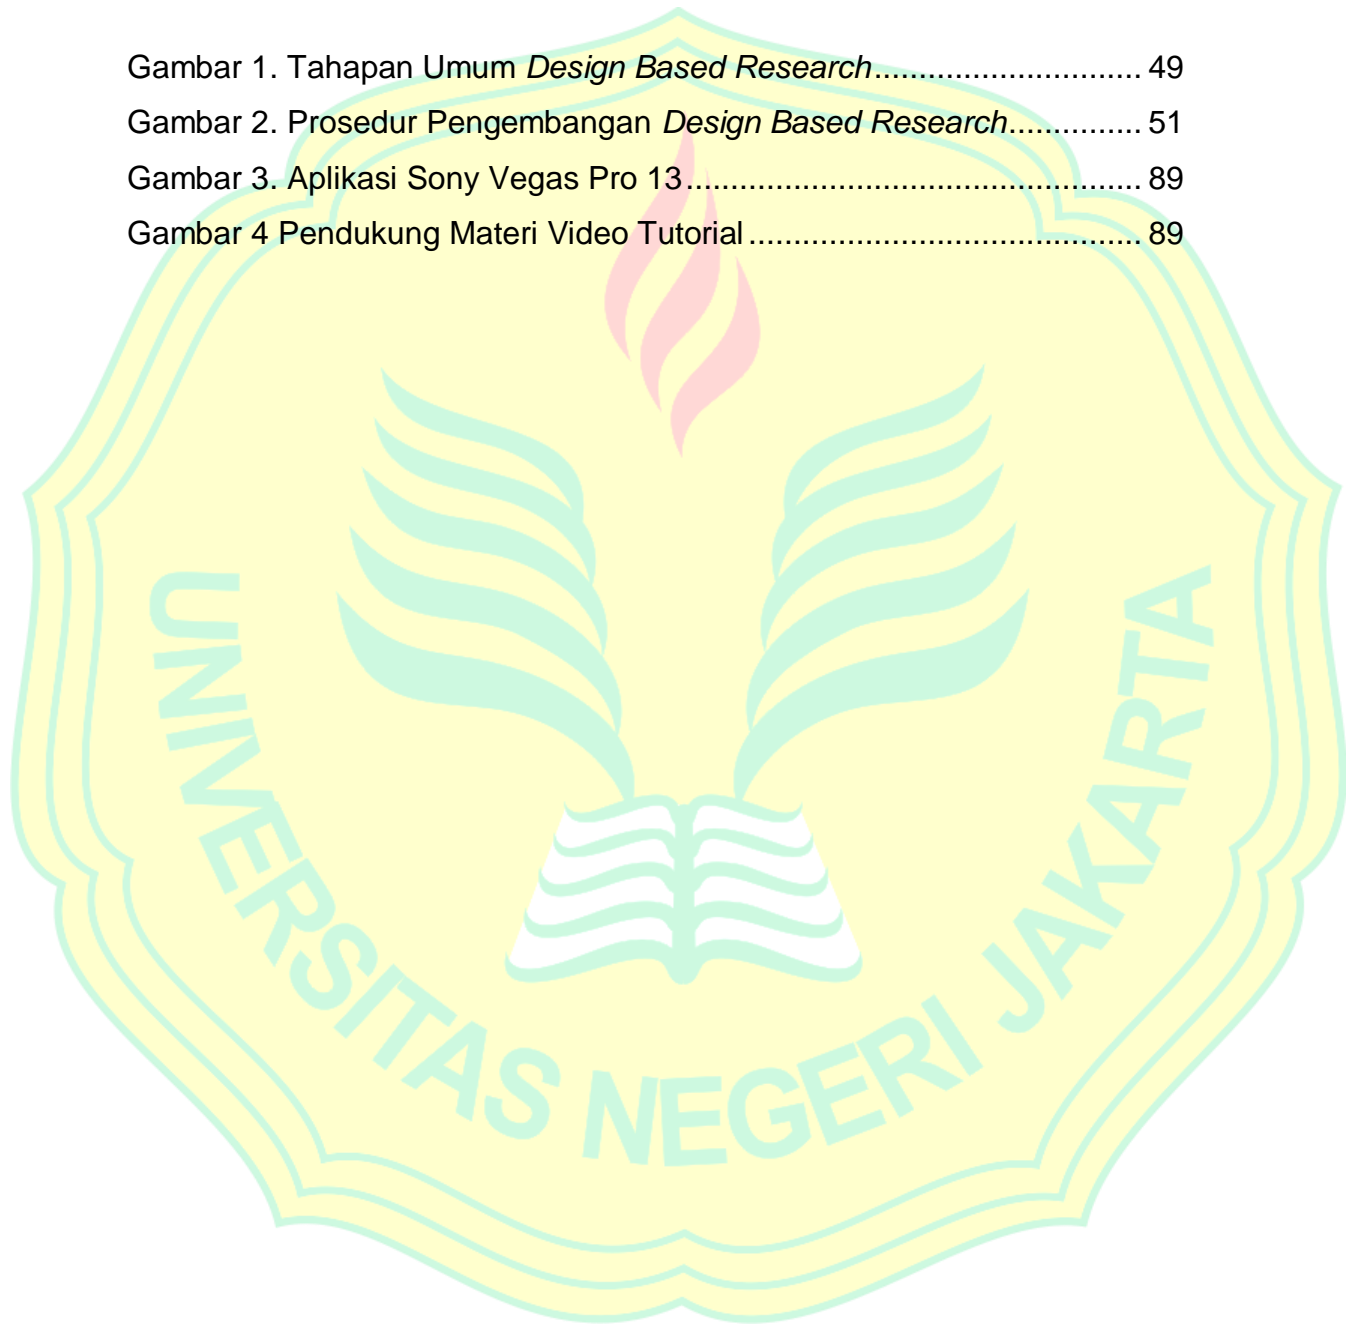 Gambar 1. Tahapan Umum Design Based Research.............................. 49
Gambar 2. Prosedur Pengembangan Design Based Research............... 51
Gambar 3. Aplikasi Sony Vegas Pro 13................................................... 89
Gambar 4 Pendukung Materi Video Tutorial ............................................ 89
UNIVERSITAS NEGERI JAKARTA